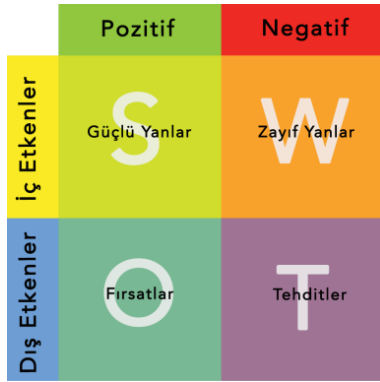 Pozitif Negatif
İç Etkenler
S
Güçlü Yanlar
W
Zayıf Yanlar
Dış Etkenler
O
Fırsatlar
T
Tehditler